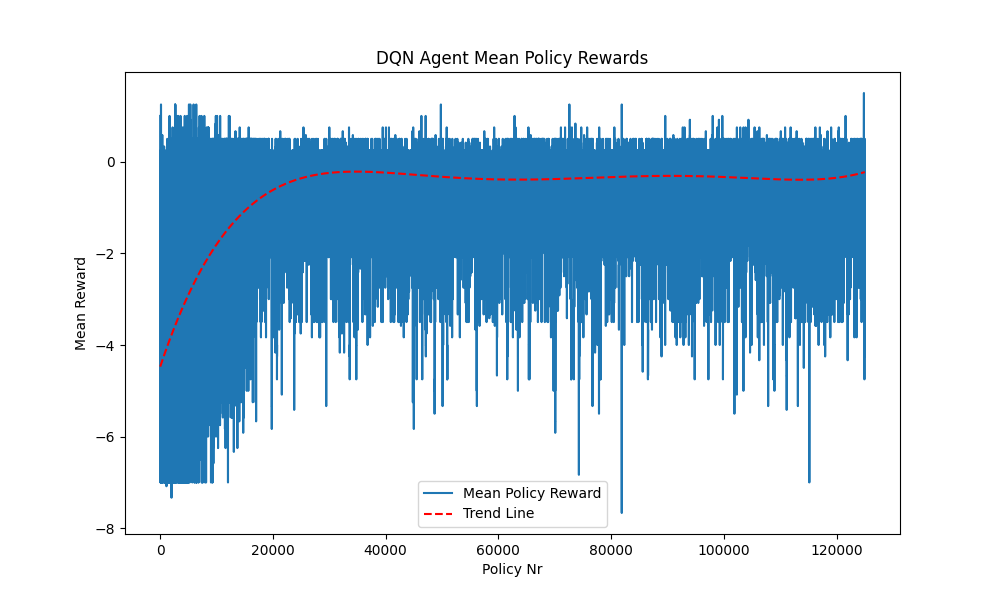 DQN Agent Mean Policy Rewards
Mean Reward
0
−2
−4
−6
−8
Mean Policy Reward
Trend Line
0
20000
40000
60000
80000
100000
120000
Policy Nr